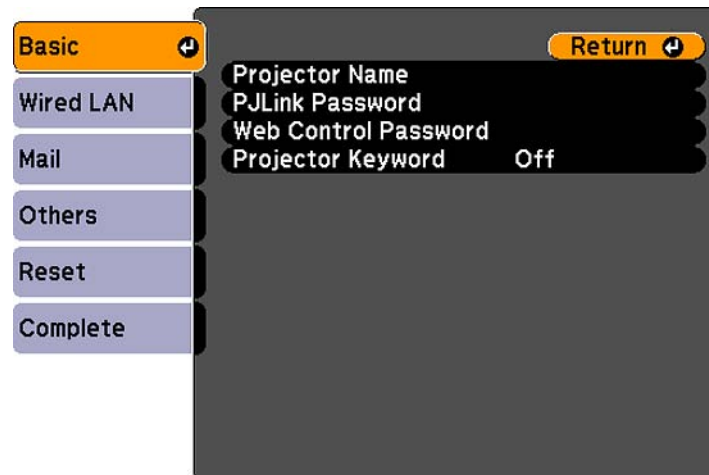 Basic
Wired LAN
Mail
Others
Reset
Complete
Return
Projector Name
PJLink Password
Web Control Password
Projector Keyword Off